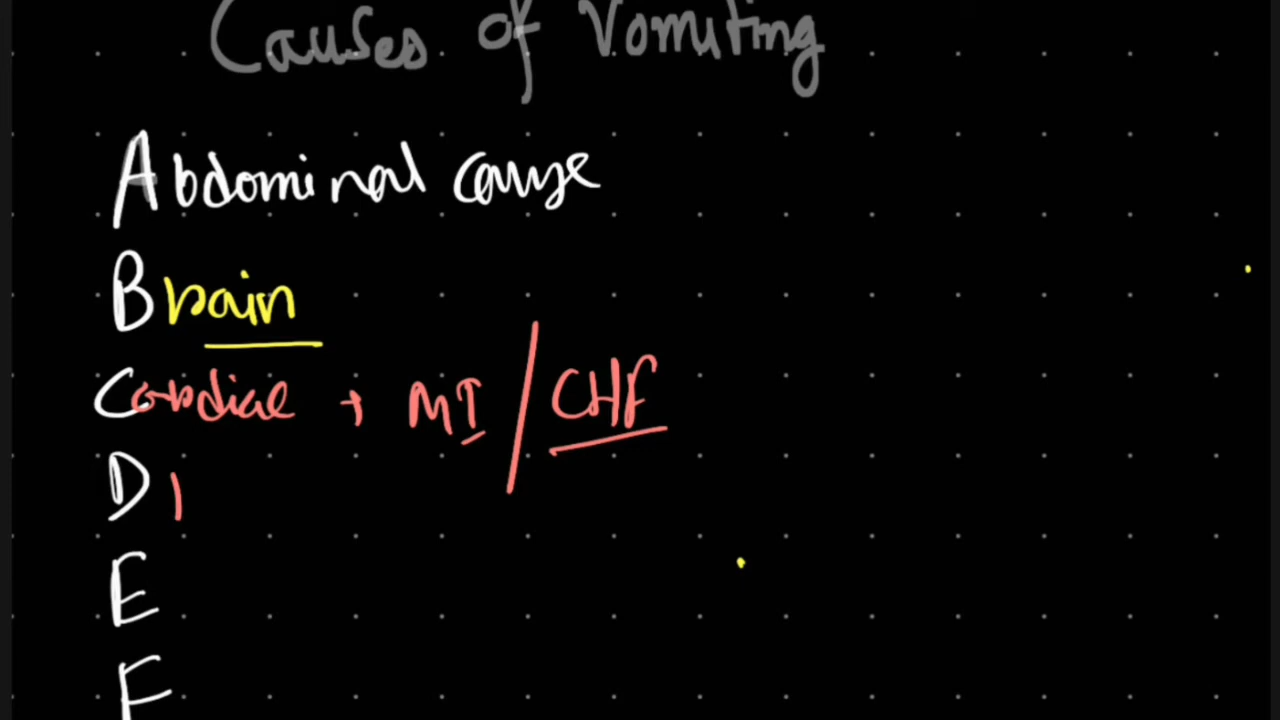 Causes of Vomiting
Abdominal cause
Brain
Cardiac → MI / CHF
D
E
F